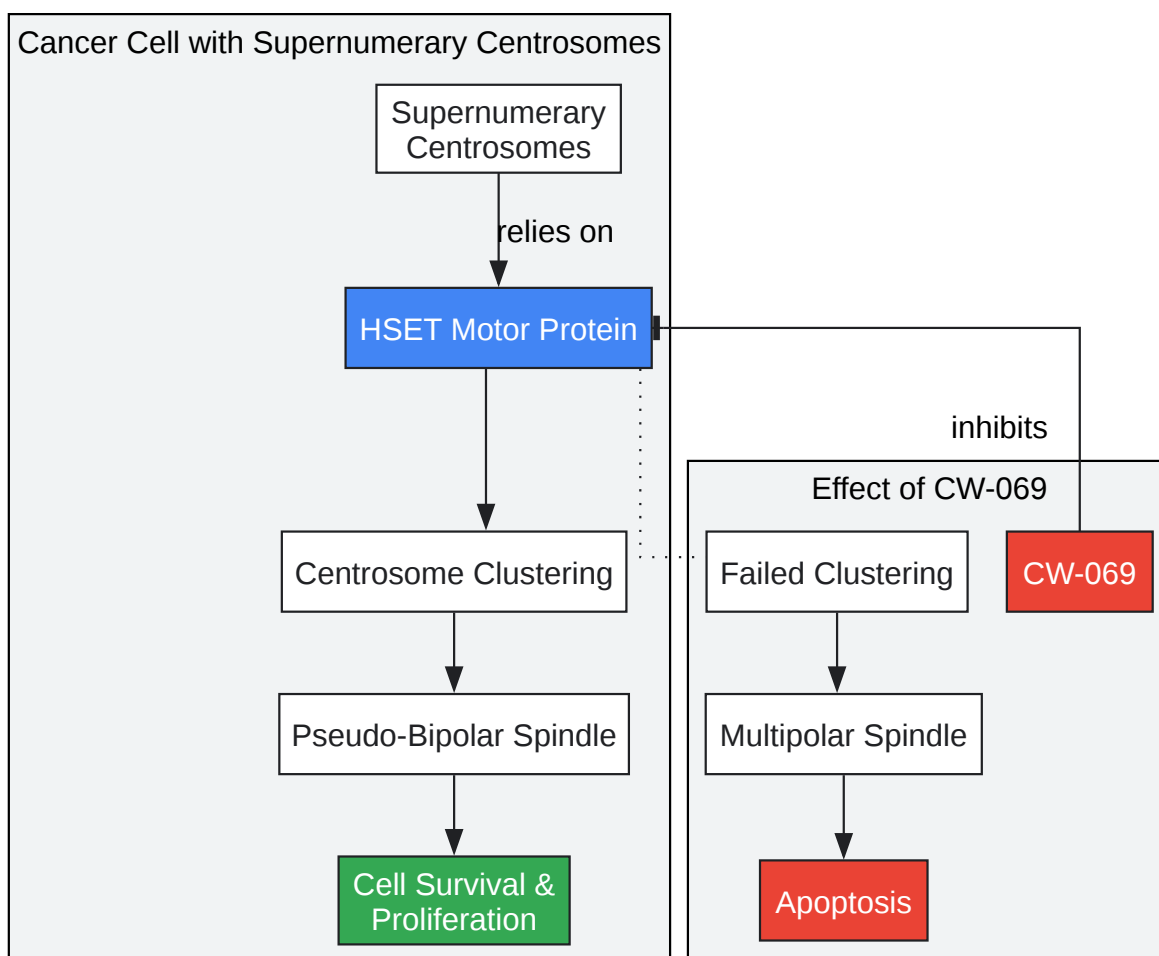 Cancer Cell with Supernumerary Centrosomes
Supernumerary
Centrosomes
relies on
HSET Motor Protein
inhibits
Effect of CW-069
Centrosome Clustering
Failed Clustering
CW-069
Pseudo-Bipolar Spindle
Multipolar Spindle
Cell Survival &
Proliferation
Apoptosis